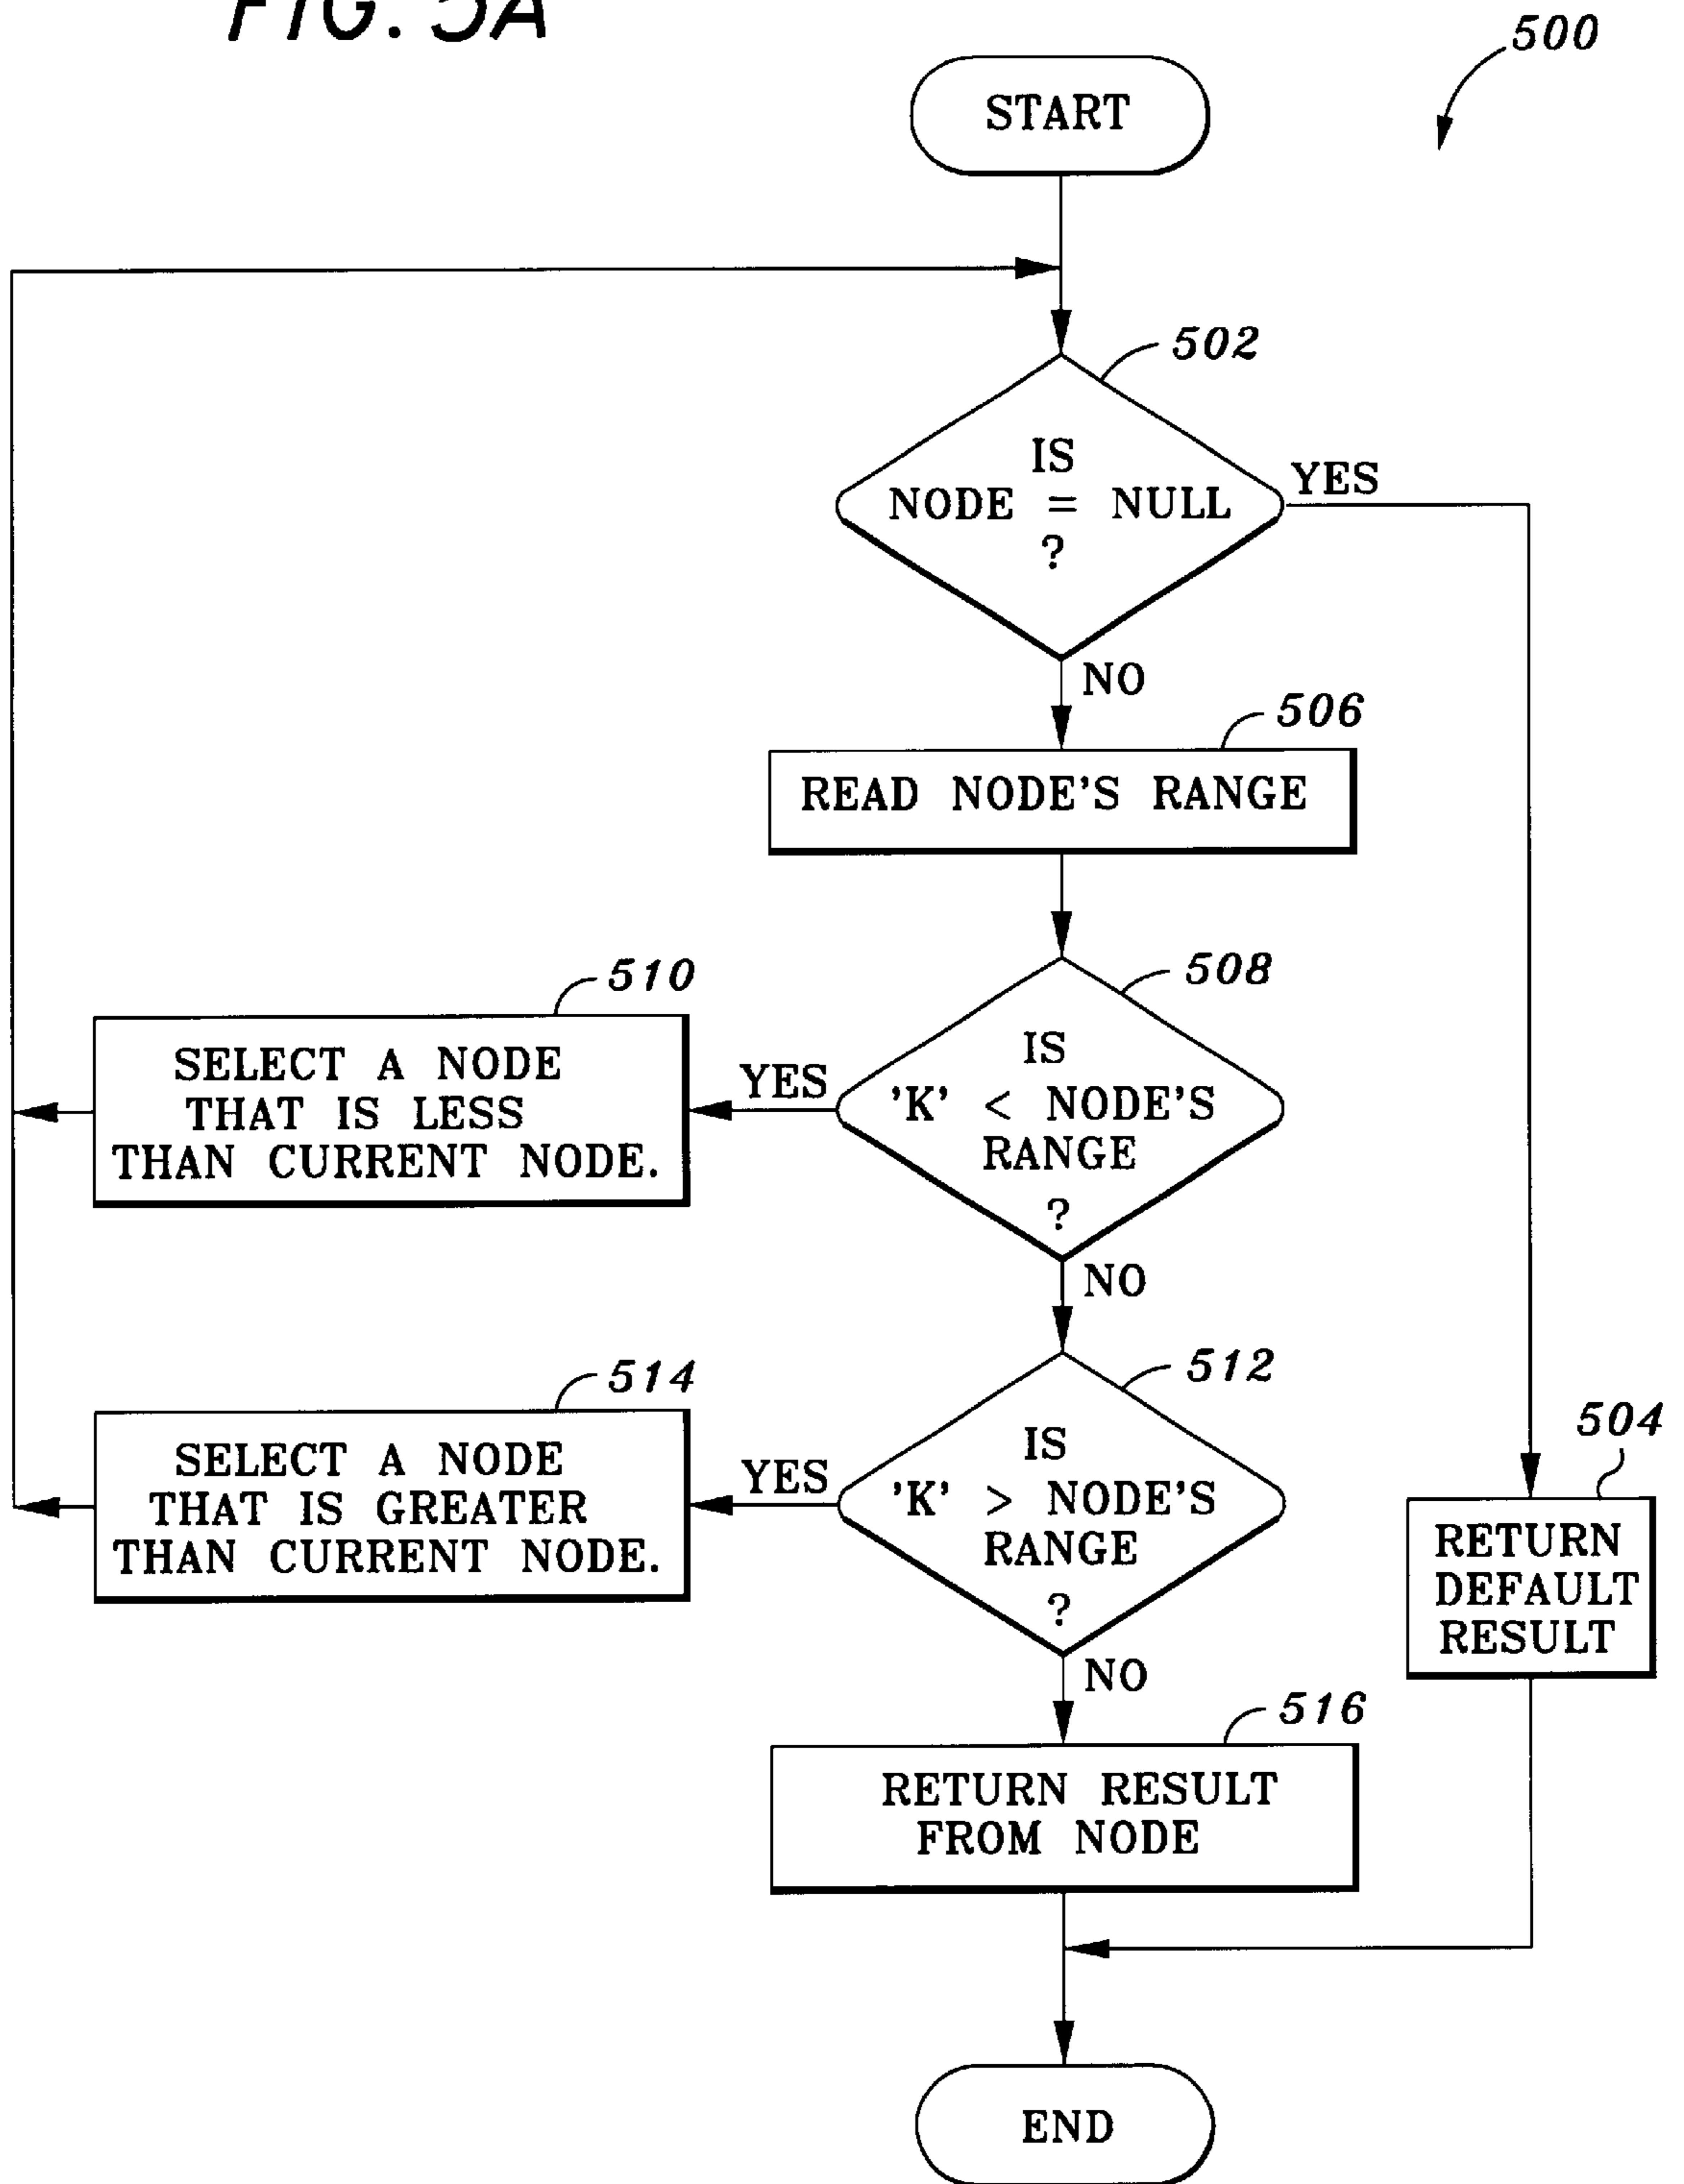 FIG. 5A
500
START
502
IS
NODE = NULL
?
YES
NO
506
READ NODE'S RANGE
508
IS
'K' < NODE'S
RANGE
?
YES
510
SELECT A NODE
THAT IS LESS
THAN CURRENT NODE.
NO
512
IS
'K' > NODE'S
RANGE
?
YES
514
SELECT A NODE
THAT IS GREATER
THAN CURRENT NODE.
504
RETURN
DEFAULT
RESULT
NO
516
RETURN RESULT
FROM NODE
END